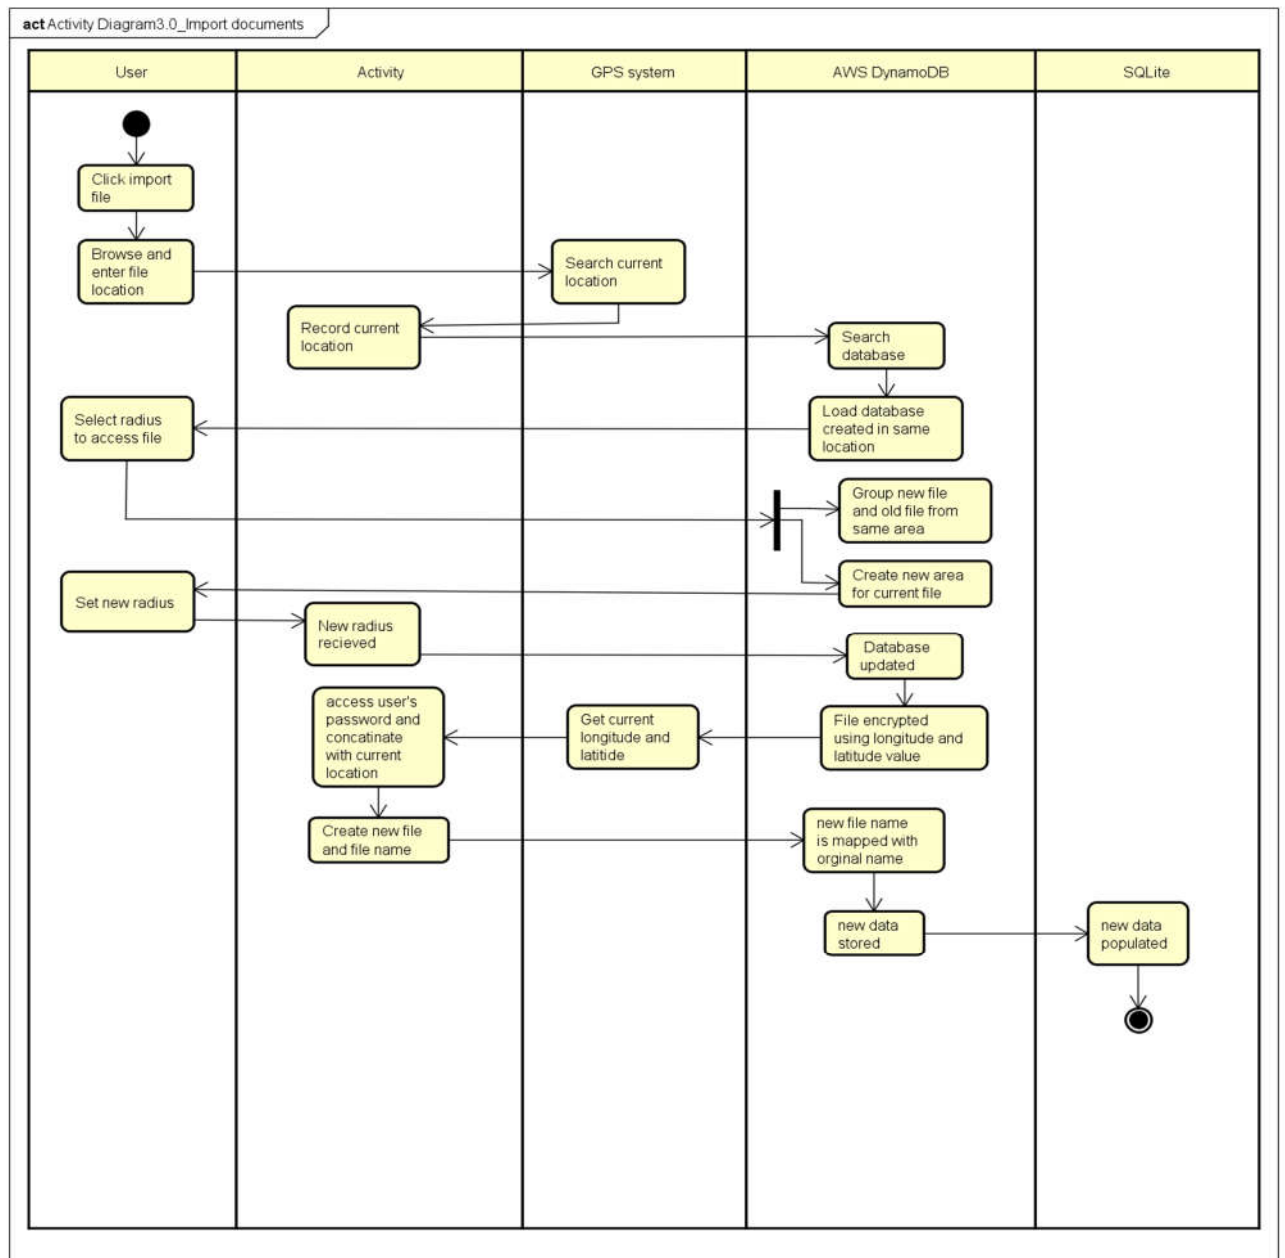 act Activity Diagram3.0_Import documents
User
Activity
GPS system
AWS DynamoDB
SQLite
Click import
file
Browse and
enter file
location
Search current
location
Record current
location
Search
database
Select radius
to access file
Load database
created in same
location
Group new file
and old file from
same area
Create new area
for current file
Set new radius
New radius
recieved
Database
updated
access user's
password and
concatinate
with current
location
Get current
longitude and
latitide
File encrypted
using longitude and
latitude value
Create new file
and file name
new file name
is mapped with
orginal name
new data
stored
new data
populated